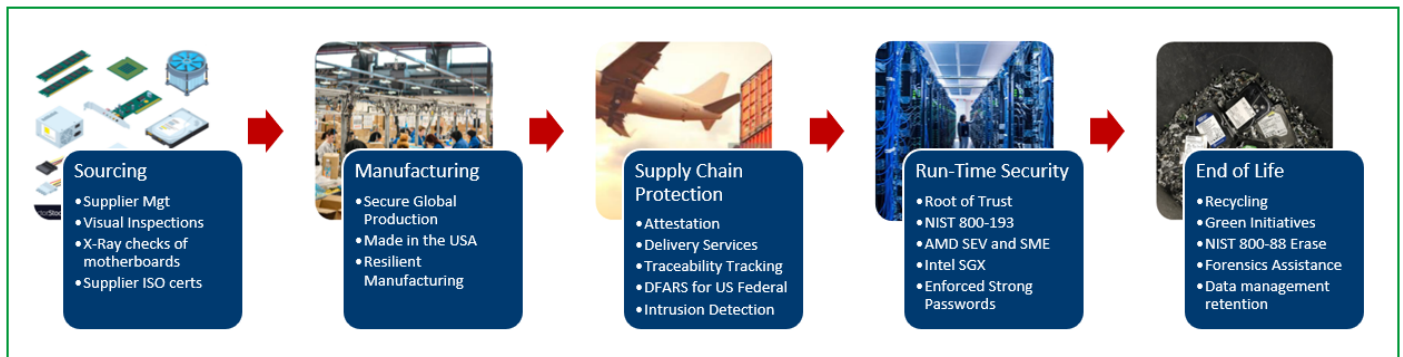 Sourcing
•Supplier Mgt
•Visual Inspections
•X-Ray checks of
motherboards
•Supplier ISO certs
Manufacturing
•Secure Global
Production
•Made in the USA
•Resilient
Manufacturing
Supply Chain
Protection
•Attestation
•Delivery Services
•Traceability Tracking
•DFARS for US Federal
•Intrusion Detection
Run-Time Security
•Root of Trust
•NIST 800-193
•AMD SEV and SME
•Intel SGX
•Enforced Strong
Passwords
End of Life
•Recycling
•Green Initiatives
•NIST 800-88 Erase
•Forensics Assistance
•Data management
retention